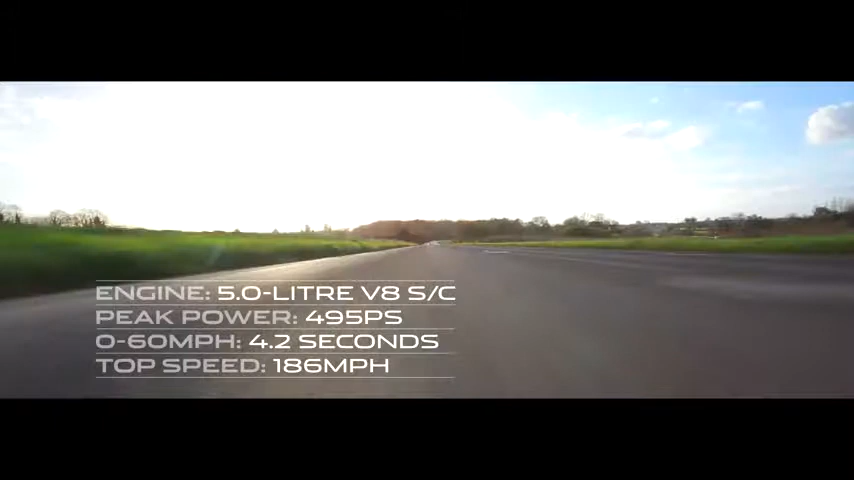 ENGINE: 5.0-LITRE V8 S/C
PEAK POWER: 495PS
0-60MPH: 4.2 SECONDS
TOP SPEED: 186MPH